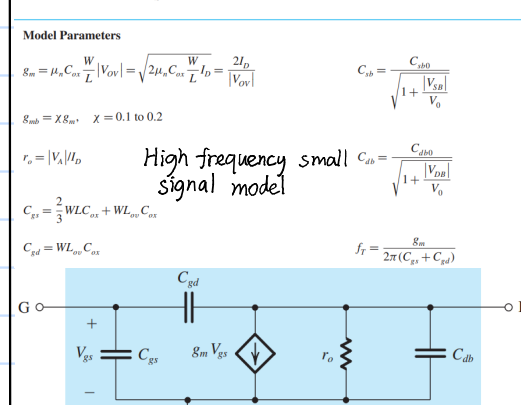 Model Parameters
g_m = μ_n C_ox W/L |V_OV| = √(2μ_n C_ox W/L I_D) = 2I_D/|V_OV|
C_sb = C_sb0 / √(1 + |V_SB|/V_0)
g_mb = χg_m, χ = 0.1 to 0.2
r_o = |V_A|/I_D
High frequency small
signal model
C_db = C_db0 / √(1 + |V_DB|/V_0)
C_gs = 2/3 WLC_ox + WL_ov C_ox
C_gd = WL_ov C_ox
f_T = g_m / 2π(C_gs + C_gd)
C_gd
G
+
V_gs
C_gs
g_m V_gs
r_o
C_db
−